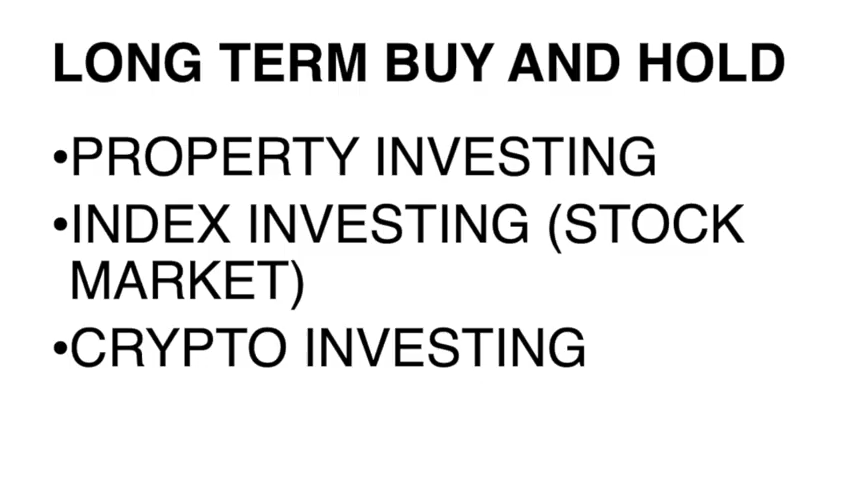 LONG TERM BUY AND HOLD
•PROPERTY INVESTING
•INDEX INVESTING (STOCK
MARKET)
•CRYPTO INVESTING